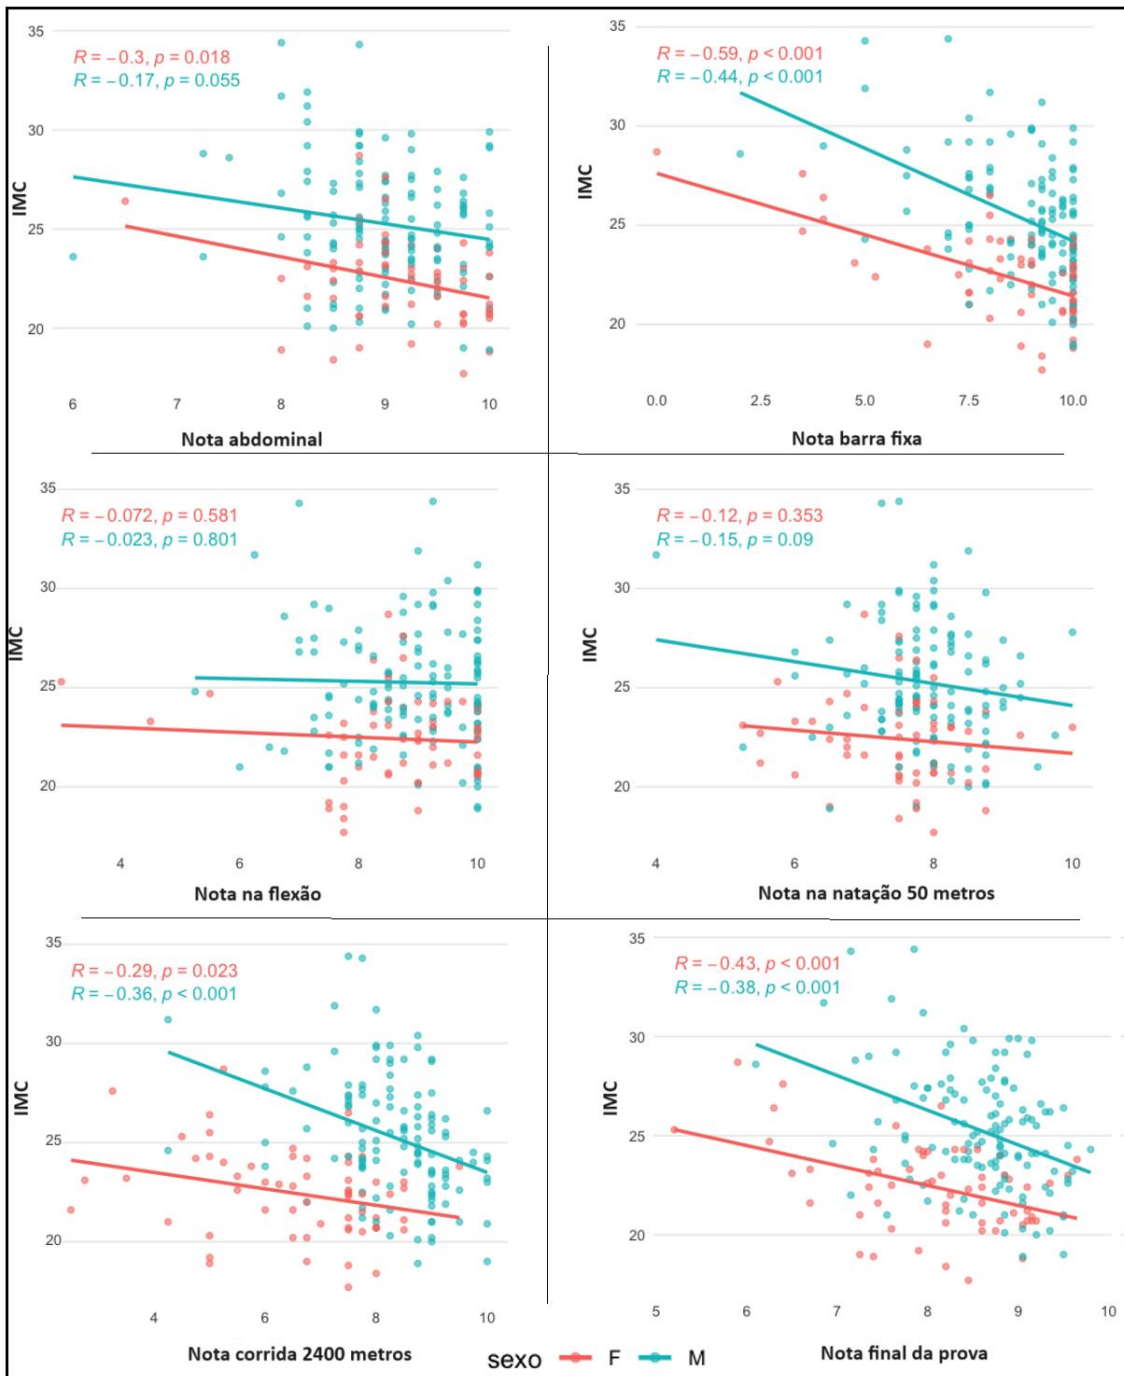 35
R = −0.3, p = 0.018
R = −0.17, p = 0.055
30
IMC
25
20
6 7 8 9 10
Nota abdominal
35
R = −0.59, p < 0.001
R = −0.44, p < 0.001
30
IMC
25
20
0.0 2.5 5.0 7.5 10.0
Nota barra fixa
35
R = −0.072, p = 0.581
R = −0.023, p = 0.801
30
IMC
25
20
4 6 8 10
Nota na flexão
35
R = −0.12, p = 0.353
R = −0.15, p = 0.09
30
IMC
25
20
4 6 8 10
Nota na natação 50 metros
35
R = −0.29, p = 0.023
R = −0.36, p < 0.001
30
IMC
25
20
4 6 8 10
Nota corrida 2400 metros
35
R = −0.43, p < 0.001
R = −0.38, p < 0.001
30
IMC
25
20
5 6 7 8 9 10
Nota final da prova
sexo F M